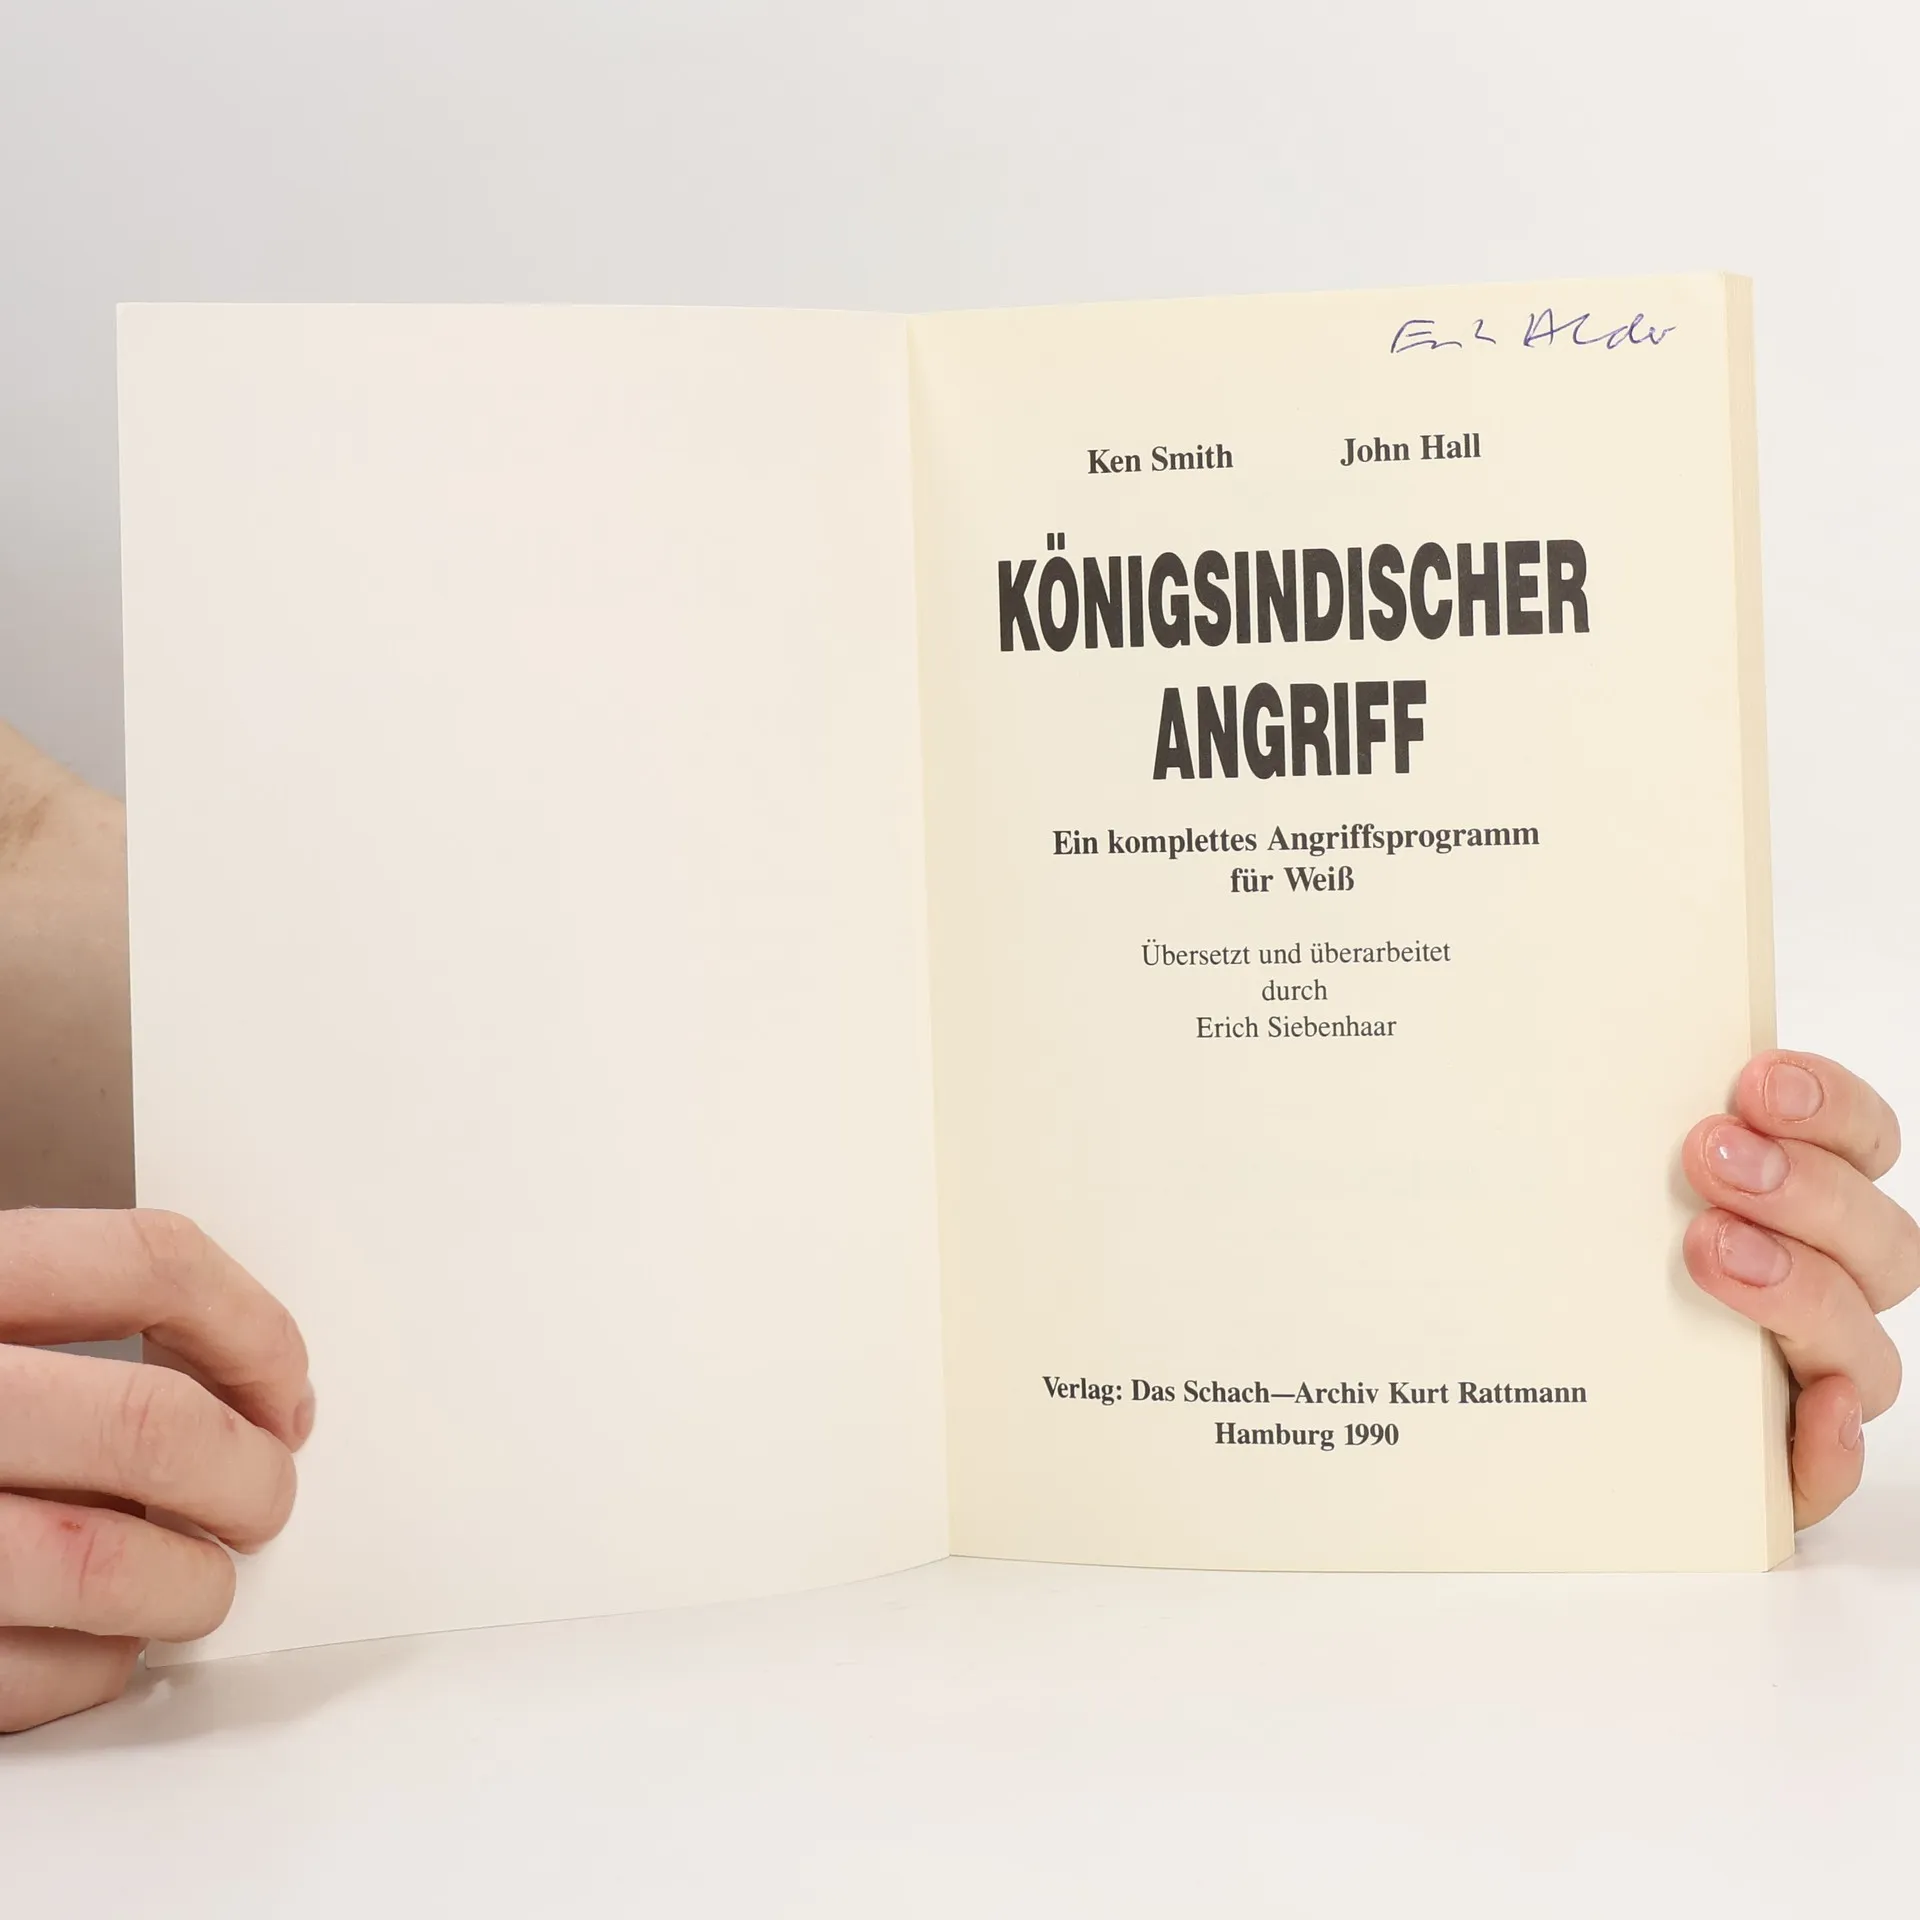 Ken Smith John Hall
KÖNIGSINDISCHER
ANGRIFF
Ein komplettes Angriffsprogramm
für Weiß
Übersetzt und überarbeitet
durch
Erich Siebenhaar
Verlag: Das Schach—Archiv Kurt Rattmann
Hamburg 1990